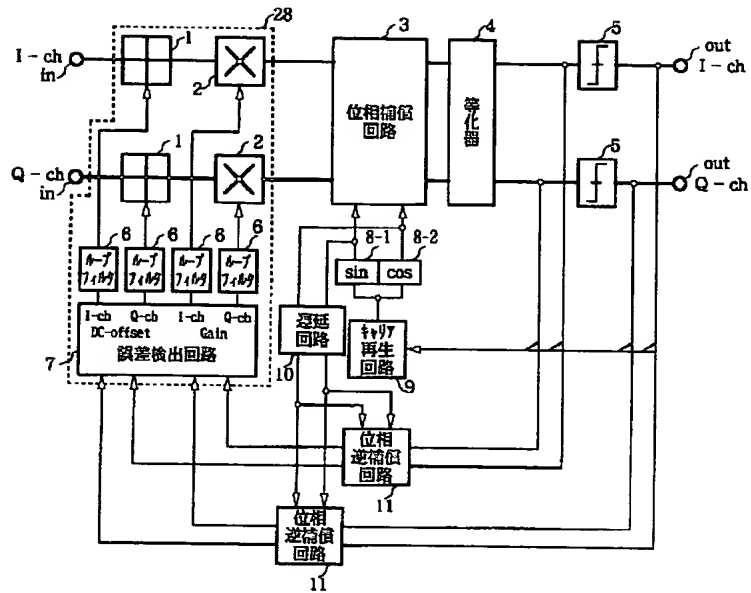 28
I-ch
in
1
2
3
位相補償
回路
4
等化器
5
out
I-ch
Q-ch
in
1
2
5
out
Q-ch
6
6
6
6
ループ
フィルタ
ループ
フィルタ
ループ
フィルタ
ループ
フィルタ
8-1
8-2
sin
cos
I-ch
Q-ch
I-ch
Q-ch
DC-offset
Gain
7
誤差検出回路
遅延
回路
10
キャリア
再生
回路
9
位相
逆補償
回路
11
位相
逆補償
回路
11